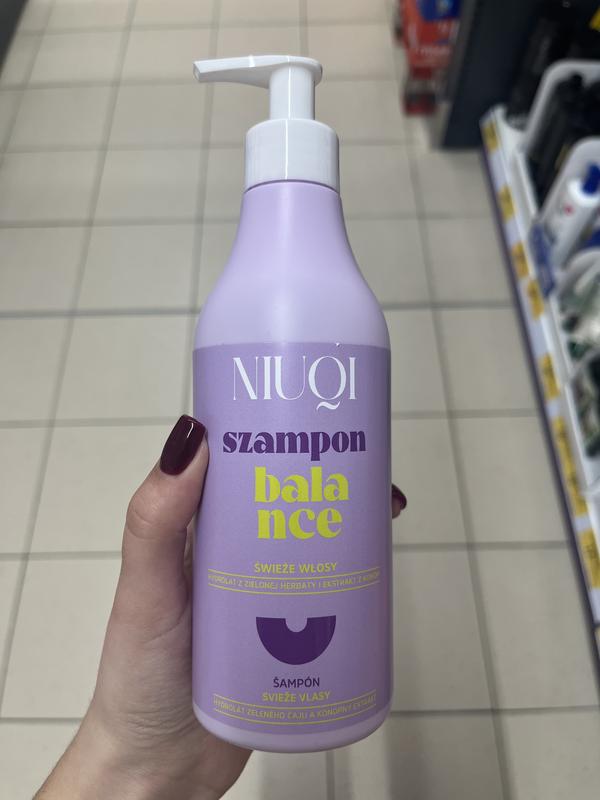 NIUQI
szampon
bala
nce
ŚWIEŻE WŁOSY
HYDROLAT Z ZIELONEJ HERBATY I EKSTRAKT Z KONOPI
ŠAMPÓN
SVIEŽE VLASY
HYDROLÁT ZELENÉHO ČAJU A KONOPNÝ EXTRAKT